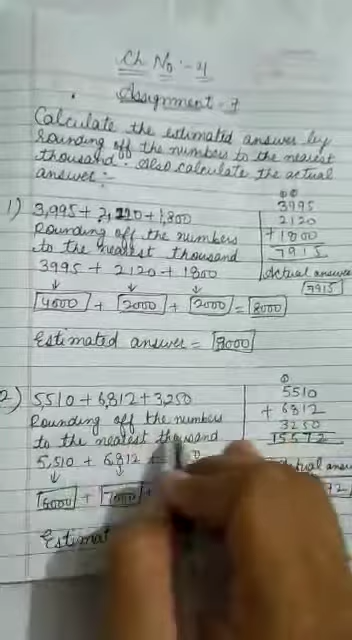 Ch No :- 4
Assignment - 7
Calculate the estimated answer by
rounding off the numbers to the nearest
thousand. Also calculate the actual
answer:-
1) 3,995 + 2,120 + 1,800
Rounding off the numbers
to the nearest thousand
3995 + 2120 + 1800
↓ ↓ ↓
4000 + 2000 + 2000 = 8000
Estimated answer = 8000
3995
2120
+ 1800
7915
Actual answer
7915
2) 5,510 + 6,812 + 3,250
Rounding off the numbers
to the nearest thousand
5,510 + 6,812 +
↓ ↓
6000 + 7000 +
Estimat
5510
+ 6812
3250
15572